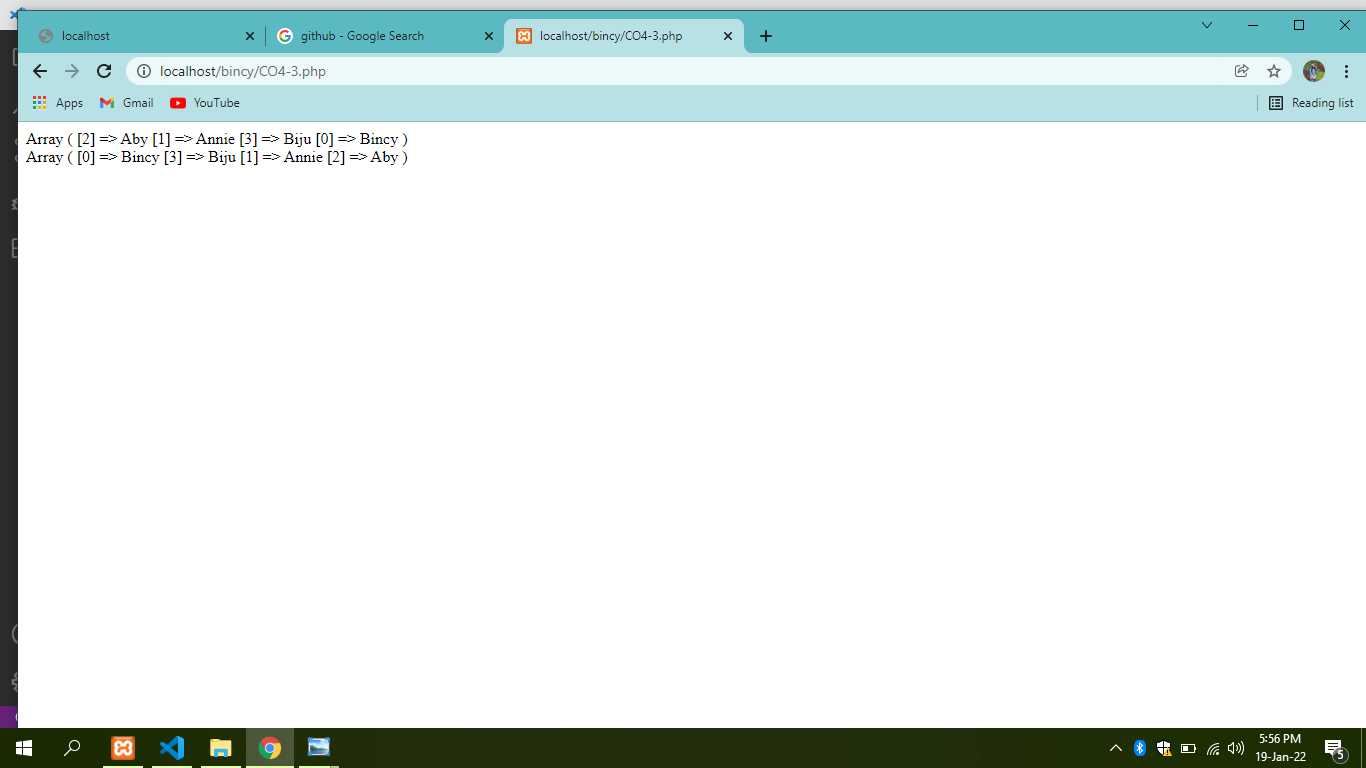 localhost
github - Google Search
localhost/bincy/CO4-3.php
localhost/bincy/CO4-3.php
Apps
Gmail
YouTube
Reading list
Array ( [2] => Aby [1] => Annie [3] => Biju [0] => Bincy )
Array ( [0] => Bincy [3] => Biju [1] => Annie [2] => Aby )
5:56 PM
19-Jan-22
5